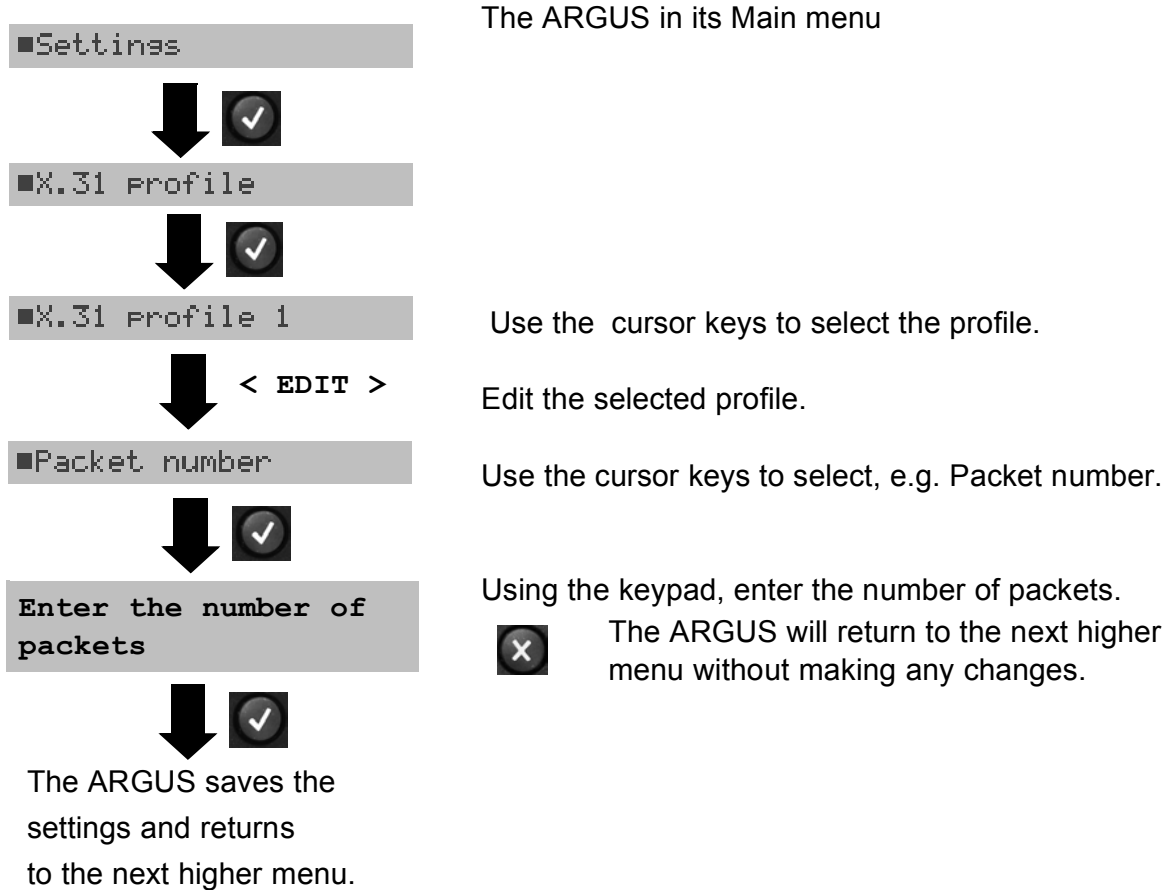 The ARGUS in its Main menu
■Settings
■X.31 profile
■X.31 profile 1
Use the cursor keys to select the profile.
< EDIT >
Edit the selected profile.
■Packet number
Use the cursor keys to select, e.g. Packet number.
Enter the number of
packets
Using the keypad, enter the number of packets.
The ARGUS will return to the next higher
menu without making any changes.
The ARGUS saves the
settings and returns
to the next higher menu.